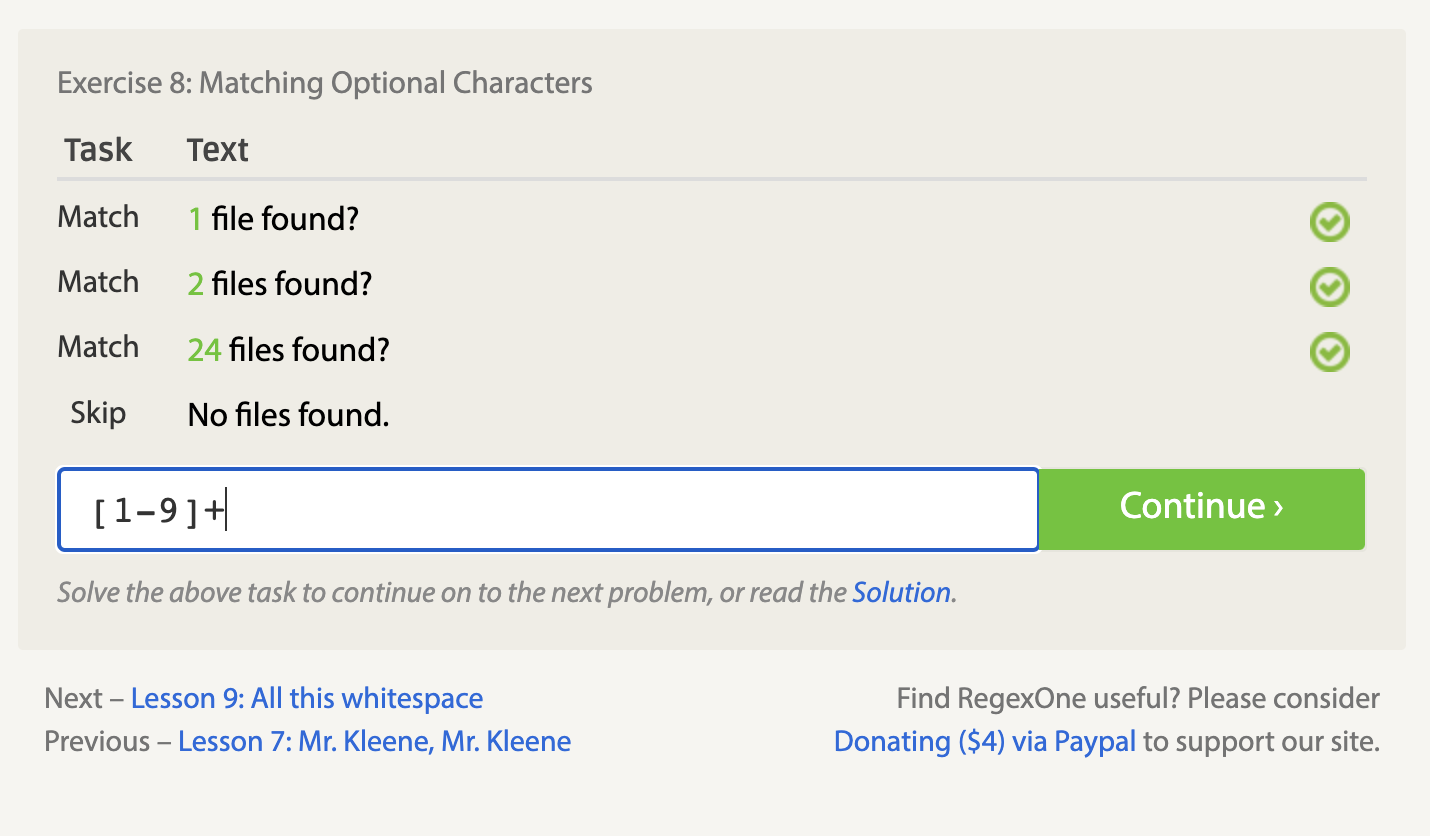 Exercise 8: Matching Optional Characters
Task Text
Match 1 file found?
Match 2 files found?
Match 24 files found?
Skip No files found.
[1-9]+
Continue ›
Solve the above task to continue on to the next problem, or read the Solution.
Next – Lesson 9: All this whitespace
Previous – Lesson 7: Mr. Kleene, Mr. Kleene
Find RegexOne useful? Please consider
Donating ($4) via Paypal to support our site.